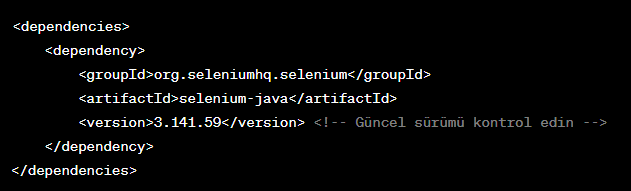 <dependencies>
    <dependency>
        <groupId>org.seleniumhq.selenium</groupId>
        <artifactId>selenium-java</artifactId>
        <version>3.141.59</version> <!-- Güncel sürümü kontrol edin -->
    </dependency>
</dependencies>